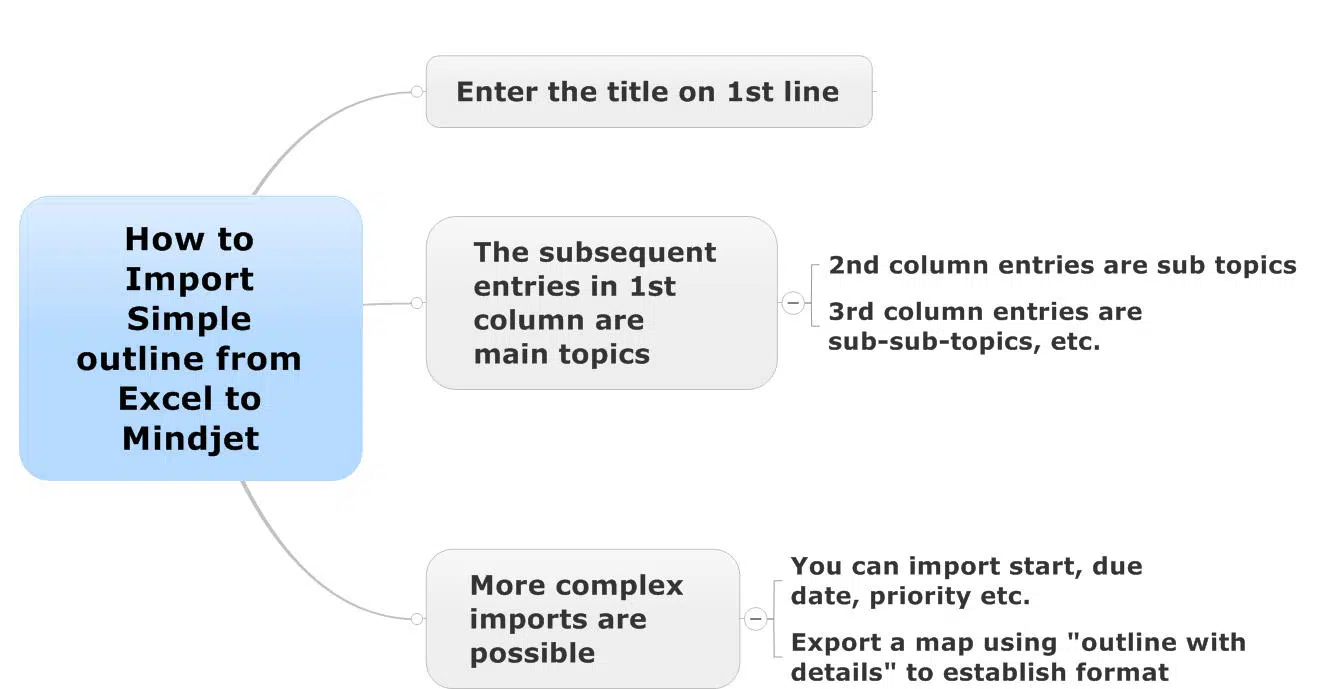 How to
Import
Simple
outline from
Excel to
Mindjet
Enter the title on 1st line
The subsequent
entries in 1st
column are
main topics
2nd column entries are sub topics
3rd column entries are
sub-sub-topics, etc.
More complex
imports are
possible
You can import start, due
date, priority etc.
Export a map using "outline with
details" to establish format